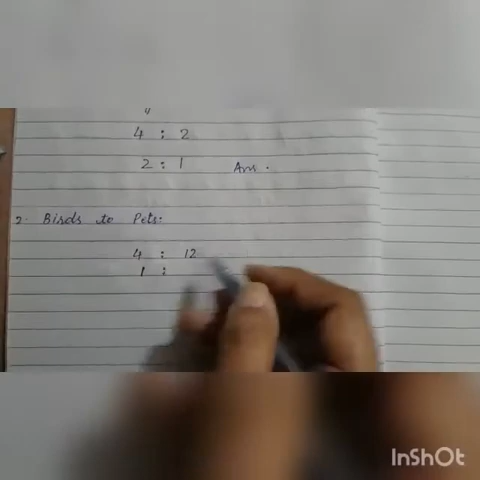 4 : 2
2 : 1 Ans.
2. Birds to Pets:
4 : 12
1 :
InShOt